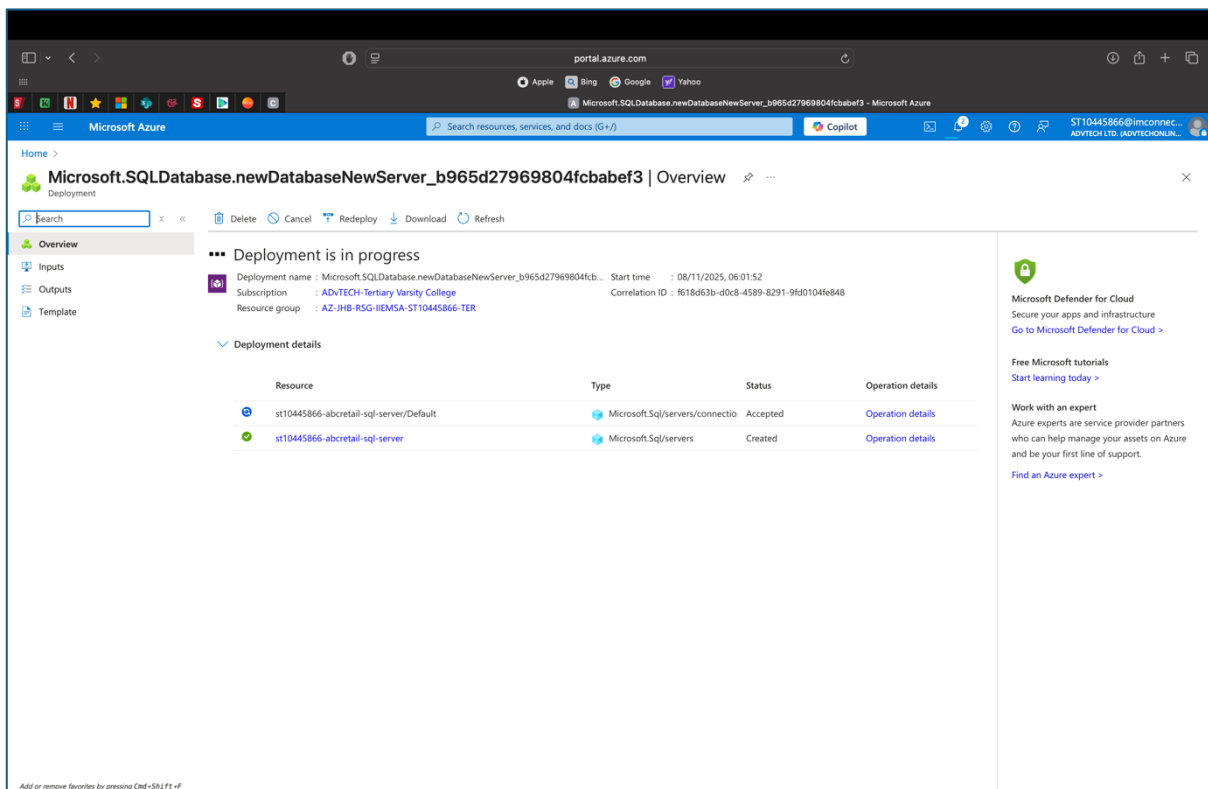 portal.azure.com
Apple Bing Google Yahoo
Microsoft.SQLDatabase.newDatabaseNewServer_b965d27969804fcbabef3 - Microsoft Azure
Microsoft Azure
Search resources, services, and docs (G+/)
Copilot
2
ST10445866@imconnec...
ADVTECH LTD. (ADVTECHONLIN...
Home >
Microsoft.SQLDatabase.newDatabaseNewServer_b965d27969804fcbabef3 | Overview
Deployment
Search
Delete Cancel Redeploy Download Refresh
Overview
Inputs
Outputs
Template
Deployment is in progress
Deployment name : Microsoft.SQLDatabase.newDatabaseNewServer_b965d27969804fcb... Start time : 08/11/2025, 06:01:52
Subscription : ADvTECH-Tertiary Varsity College Correlation ID : f618d63b-d0c8-4589-8291-9fd0104fe848
Resource group : AZ-JHB-RSG-IIEMSA-ST10445866-TER
Deployment details
Resource Type Status Operation details
st10445866-abcretail-sql-server/Default Microsoft.Sql/servers/connectio Accepted Operation details
st10445866-abcretail-sql-server Microsoft.Sql/servers Created Operation details
Microsoft Defender for Cloud
Secure your apps and infrastructure
Go to Microsoft Defender for Cloud >
Free Microsoft tutorials
Start learning today >
Work with an expert
Azure experts are service provider partners
who can help manage your assets on Azure
and be your first line of support.
Find an Azure expert >
Add or remove favorites by pressing Cmd+Shift+F